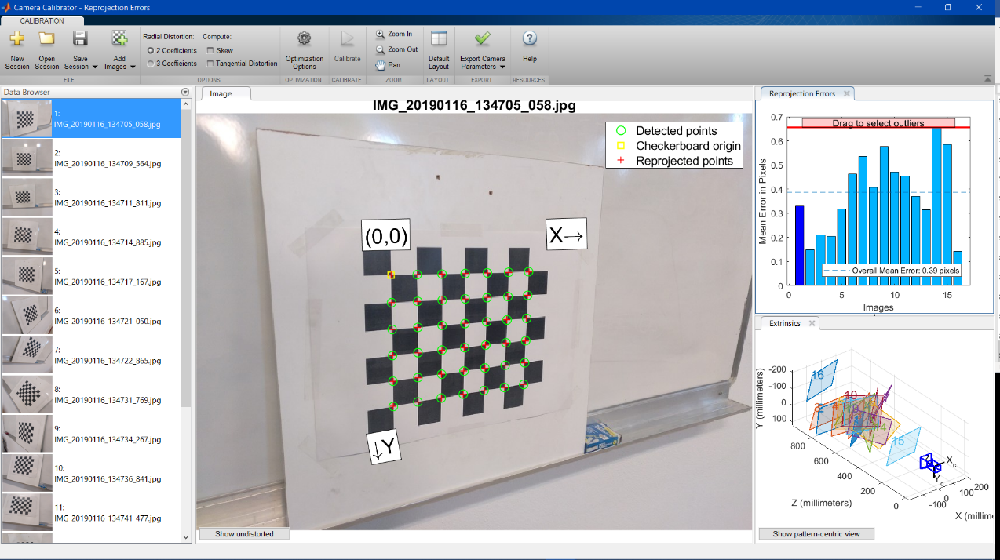 Camera Calibrator - Reprojection Errors
CALIBRATION
New Session
Open Session
Save Session
Add Images
FILE
Radial Distortion:
2 Coefficients
3 Coefficients
Compute:
Skew
Tangential Distortion
OPTIONS
Optimization Options
OPTIMIZATION
Calibrate
CALIBRATE
Zoom In
Zoom Out
Pan
ZOOM
Default Layout
LAYOUT
Export Camera Parameters
EXPORT
Help
RESOURCES
Data Browser
1:
IMG_20190116_134705_058.jpg
2:
IMG_20190116_134709_564.jpg
3:
IMG_20190116_134711_811.jpg
4:
IMG_20190116_134714_885.jpg
5:
IMG_20190116_134717_167.jpg
6:
IMG_20190116_134721_050.jpg
7:
IMG_20190116_134722_865.jpg
8:
IMG_20190116_134731_769.jpg
9:
IMG_20190116_134734_267.jpg
10:
IMG_20190116_134736_841.jpg
11:
IMG_20190116_134741_477.jpg
Image
IMG_20190116_134705_058.jpg
Detected points
Checkerboard origin
Reprojected points
(0,0)
X→
↓Y
Show undistorted
Reprojection Errors
Drag to select outliers
Mean Error in Pixels
0.7
0.6
0.5
0.4
0.3
0.2
0.1
0
Overall Mean Error: 0.39 pixels
0 5 10 15
Images
Extrinsics
Y (millimeters)
-200
-100
0
100
16
10
15
800
600
400
200
0
Z (millimeters)
-100
0
100
200
X (millim
Xc
Yc
Show pattern-centric view